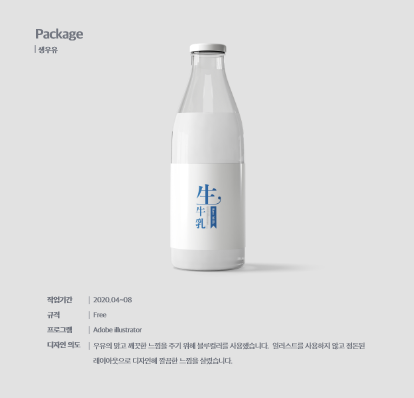 Package
| 생우유
生,
牛
乳
작업기간 | 2020.04-08
규격 | Free
프로그램 | Adobe illustrator
디자인 의도 | 우유의 맑고 깨끗한 느낌을 주기 위해 블루컬러를 사용했습니다. 일러스트를 사용하지 않고 정돈된
레이아웃으로 디자인해 깔끔한 느낌을 살렸습니다.